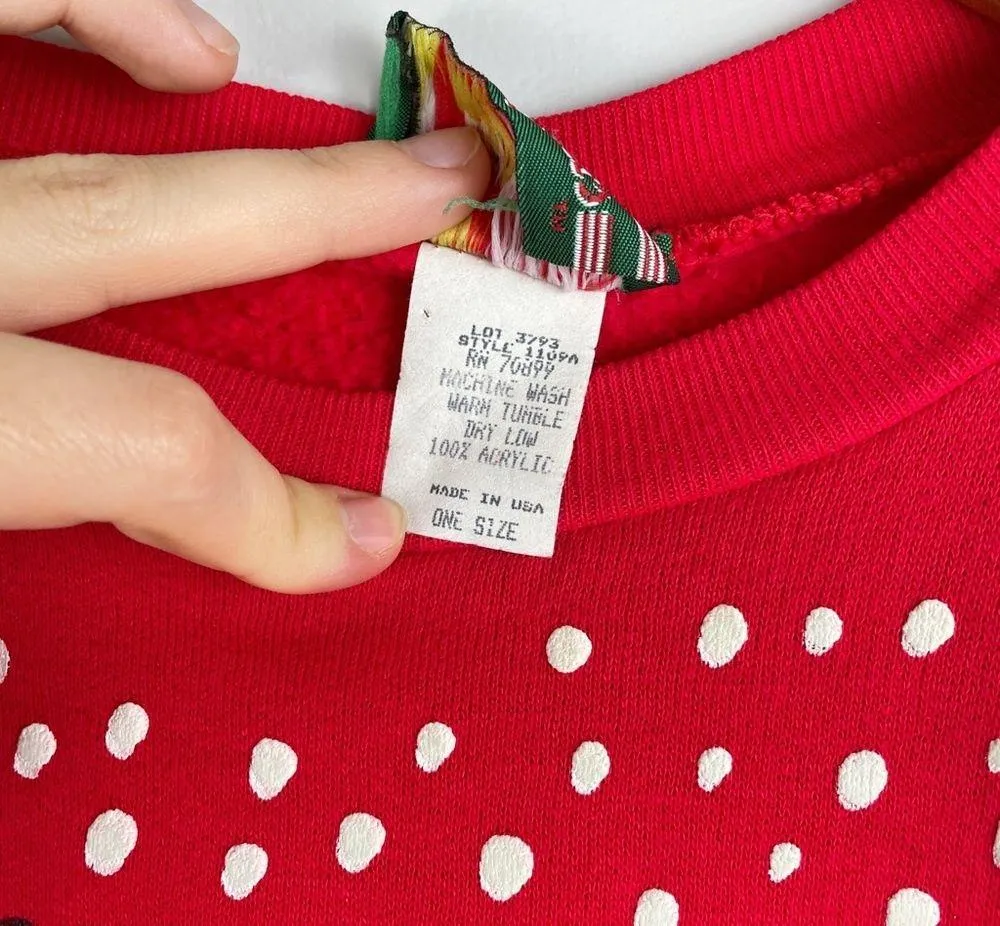 LOT 3793
STYLE 1109A
RN 70899
MACHINE WASH
WARM TUMBLE
DRY LOW
100% ACRYLIC
MADE IN USA
ONE SIZE